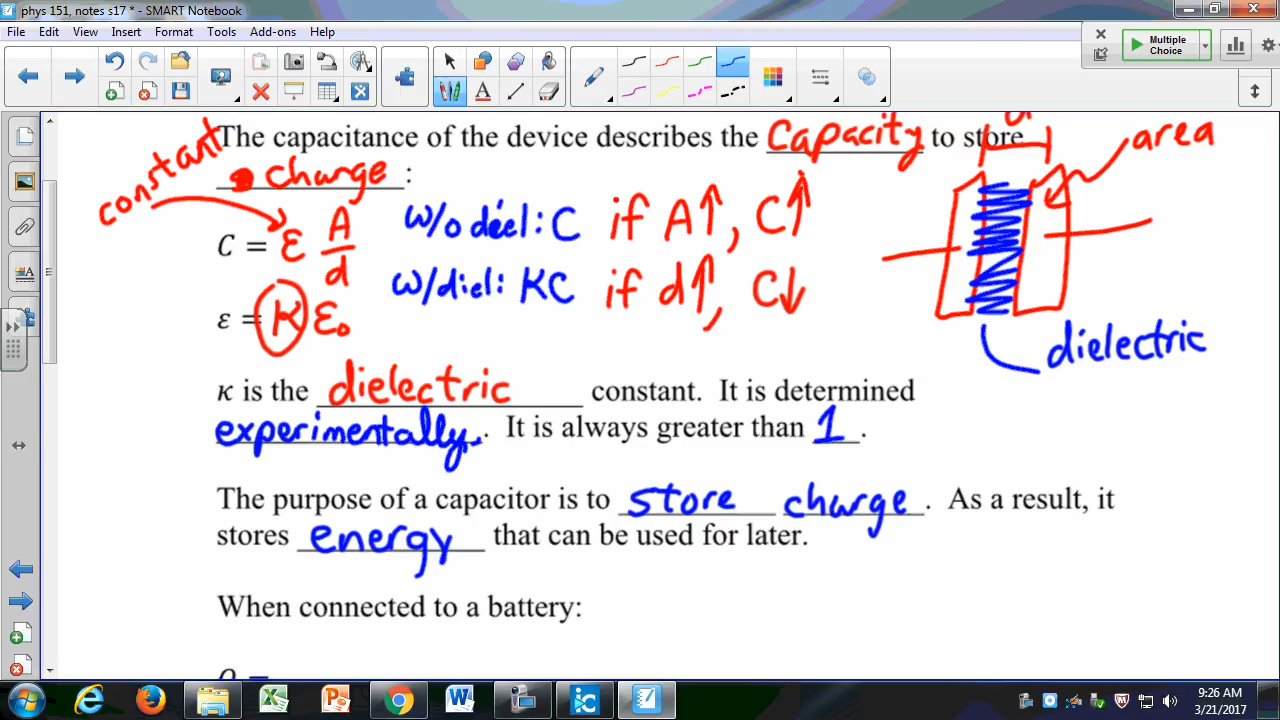 phys 151, notes s17 * - SMART Notebook
File Edit View Insert Format Tools Add-ons Help
Multiple
Choice
The capacitance of the device describes the Capacity to store
charge :
constant
area
C = ε A/d
w/o diel: C
if A↑, C↑
w/diel: KC
if d↑, C↓
ε = K ε₀
dielectric
κ is the dielectric constant. It is determined
experimentally. It is always greater than 1.
The purpose of a capacitor is to store charge. As a result, it
stores energy that can be used for later.
When connected to a battery:
9:26 AM
3/21/2017